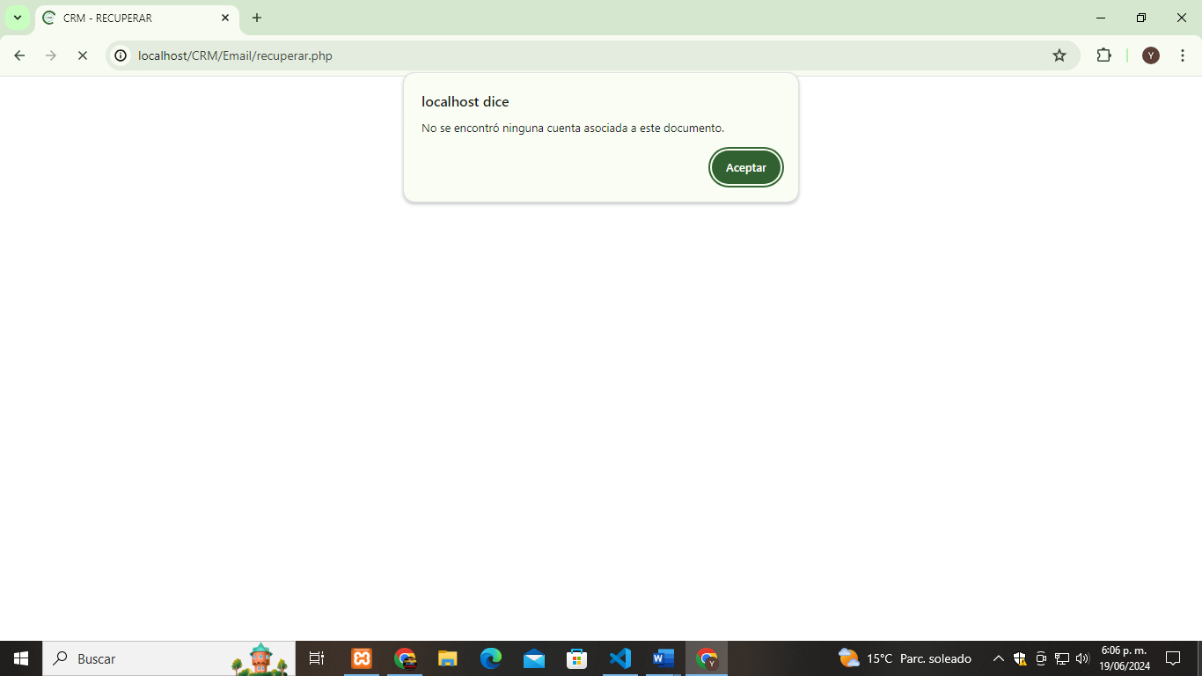 CRM - RECUPERAR
localhost/CRM/Email/recuperar.php
Y
localhost dice
No se encontró ninguna cuenta asociada a este documento.
Aceptar
Buscar
15°C Parc. soleado
6:06 p. m.
19/06/2024